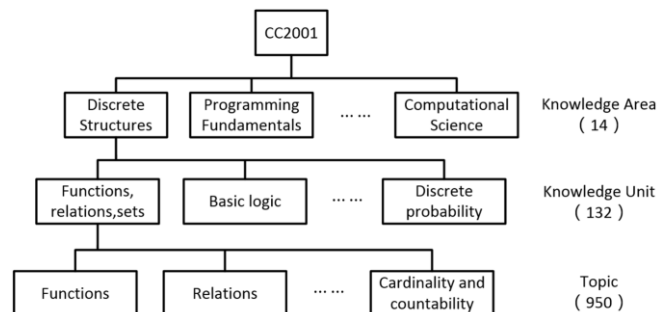 CC2001
Discrete
Structures
Programming
Fundamentals
... ...
Computational
Science
Knowledge Area
( 14 )
Functions,
relations,sets
Basic logic
... ...
Discrete
probability
Knowledge Unit
( 132 )
Functions
Relations
... ...
Cardinality and
countability
Topic
( 950 )